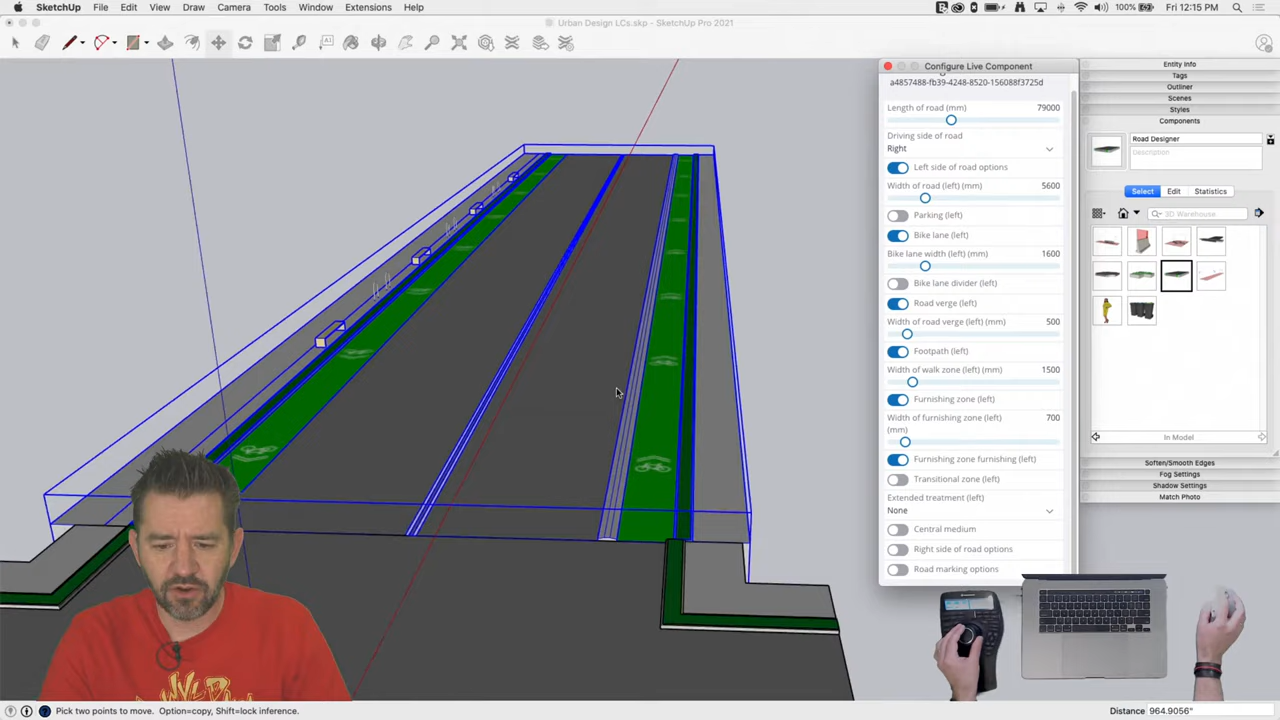 SketchUp File Edit View Draw Camera Tools Window Extensions Help
100% Fri 12:15 PM
Urban Design LCs.skp - SketchUp Pro 2021
Configure Live Component
a4857488-fb39-4248-8520-156088f3725d
Length of road (mm) 79000
Driving side of road
Right
Left side of road options
Width of road (left) (mm) 5600
Parking (left)
Bike lane (left)
Bike lane width (left) (mm) 1600
Bike lane divider (left)
Road verge (left)
Width of road verge (left) (mm) 500
Footpath (left)
Width of walk zone (left) (mm) 1500
Furnishing zone (left)
Width of furnishing zone (left) 700
(mm)
Furnishing zone furnishing (left)
Transitional zone (left)
Extended treatment (left)
None
Central medium
Right side of road options
Road marking options
Entity Info
Tags
Outliner
Scenes
Styles
Components
Road Designer
Description
Select Edit Statistics
3D Warehouse
In Model
Soften/Smooth Edges
Fog Settings
Shadow Settings
Match Photo
Pick two points to move. Option=copy, Shift=lock inference.
Distance 964.9056"